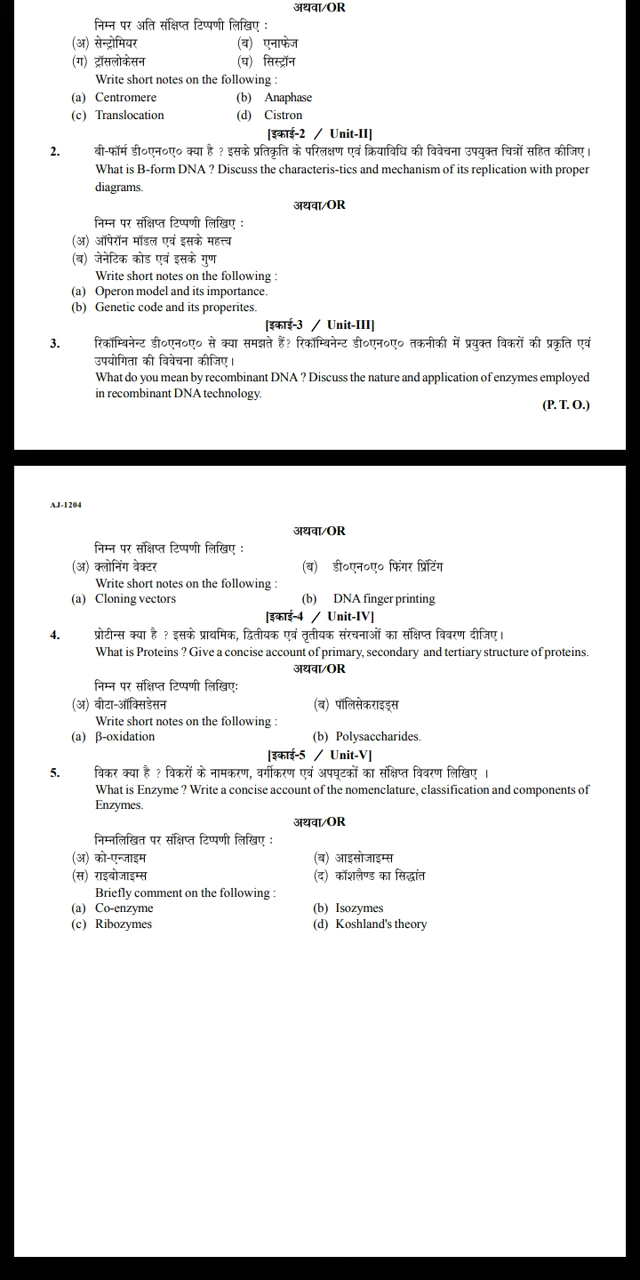 अथवा/OR
निम्न पर अति संक्षिप्त टिप्पणी लिखिए :
(अ) सेन्ट्रोमियर (ब) एनाफेज
(ग) ट्रॉसलोकेसन (घ) सिस्ट्रॉन
Write short notes on the following :
(a) Centromere (b) Anaphase
(c) Translocation (d) Cistron
[इकाई-2 / Unit-II]
2. बी-फॉर्म डी०एन०ए० क्या है ? इसके प्रतिकृति के परिलक्षण एवं क्रियाविधि की विवेचना उपयुक्त चित्रों सहित कीजिए।
What is B-form DNA ? Discuss the characteris-tics and mechanism of its replication with proper
diagrams.
अथवा/OR
निम्न पर संक्षिप्त टिप्पणी लिखिए :
(अ) ऑपेरॉन मॉडल एवं इसके महत्त्व
(ब) जेनेटिक कोड एवं इसके गुण
Write short notes on the following :
(a) Operon model and its importance.
(b) Genetic code and its properites.
[इकाई-3 / Unit-III]
3. रिकॉम्बिनेन्ट डी०एन०ए० से क्या समझते हैं? रिकॉम्बिनेन्ट डी०एन०ए० तकनीकी में प्रयुक्त विकरों की प्रकृति एवं
उपयोगिता की विवेचना कीजिए।
What do you mean by recombinant DNA ? Discuss the nature and application of enzymes employed
in recombinant DNA technology.
(P. T. O.)
AJ-1204
अथवा/OR
निम्न पर संक्षिप्त टिप्पणी लिखिए :
(अ) क्लोनिंग वेक्टर (ब) डी०एन०ए० फिंगर प्रिंटिंग
Write short notes on the following :
(a) Cloning vectors (b) DNA finger printing
[इकाई-4 / Unit-IV]
4. प्रोटीन्स क्या है ? इसके प्राथमिक, द्वितीयक एवं तृतीयक संरचनाओं का संक्षिप्त विवरण दीजिए।
What is Proteins ? Give a concise account of primary, secondary and tertiary structure of proteins.
अथवा/OR
निम्न पर संक्षिप्त टिप्पणी लिखिएः
(अ) बीटा-ऑक्सिडेसन (ब) पॉलिसेकराइड्स
Write short notes on the following :
(a) β-oxidation (b) Polysaccharides.
[इकाई-5 / Unit-V]
5. विकर क्या है ? विकरों के नामकरण, वर्गीकरण एवं अपघटकों का संक्षिप्त विवरण लिखिए ।
What is Enzyme ? Write a concise account of the nomenclature, classification and components of
Enzymes.
अथवा/OR
निम्नलिखित पर संक्षिप्त टिप्पणी लिखिए :
(अ) को-एन्जाइम (ब) आइसोजाइम्स
(स) राइबोजाइम्स (द) कॉशलैण्ड का सिद्धांत
Briefly comment on the following :
(a) Co-enzyme (b) Isozymes
(c) Ribozymes (d) Koshland's theory